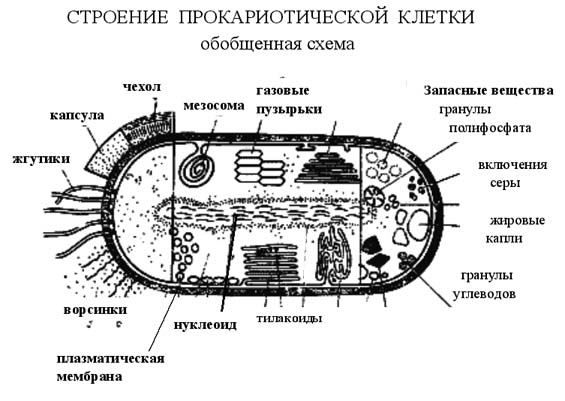 СТРОЕНИЕ ПРОКАРИОТИЧЕСКОЙ КЛЕТКИ
обобщенная схема
чехол
капсула
жгутики
мезосома
газовые
пузырьки
Запасные вещества
гранулы
полифосфата
включения
серы
жировые
капли
гранулы
углеводов
ворсинки
плазматическая
мембрана
нуклеоид
тилакоиды